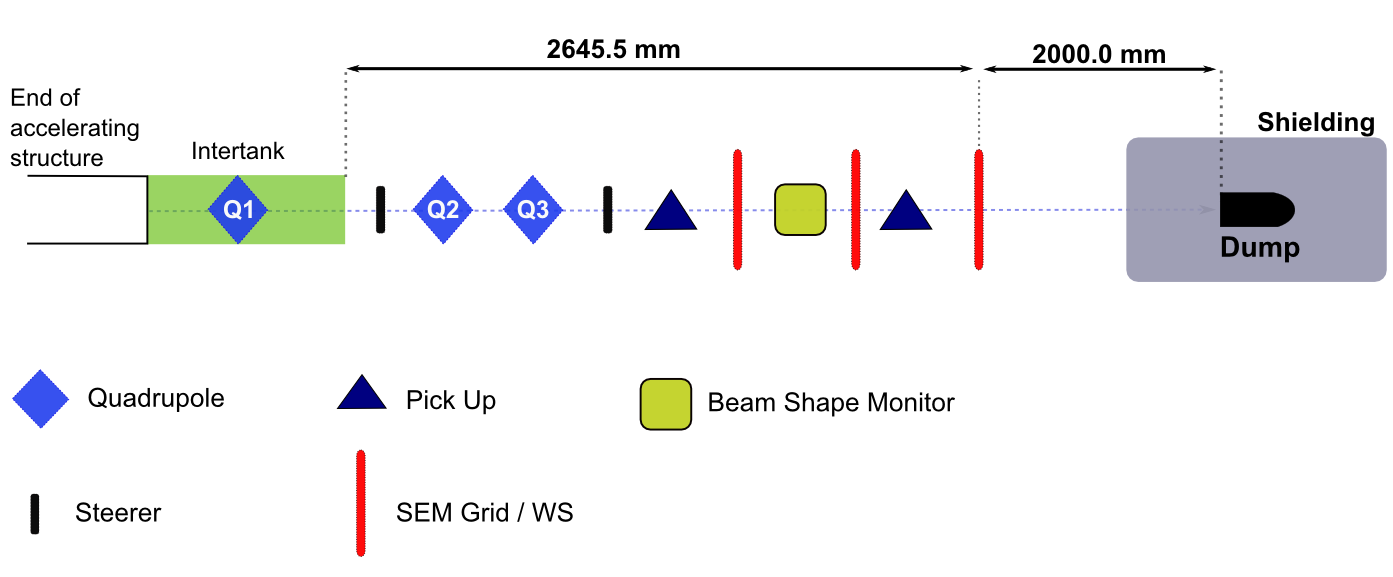 2645.5 mm
2000.0 mm
End of
accelerating
structure
Intertank
Shielding
Q1
Q2
Q3
Dump
Quadrupole
Pick Up
Beam Shape Monitor
Steerer
SEM Grid / WS